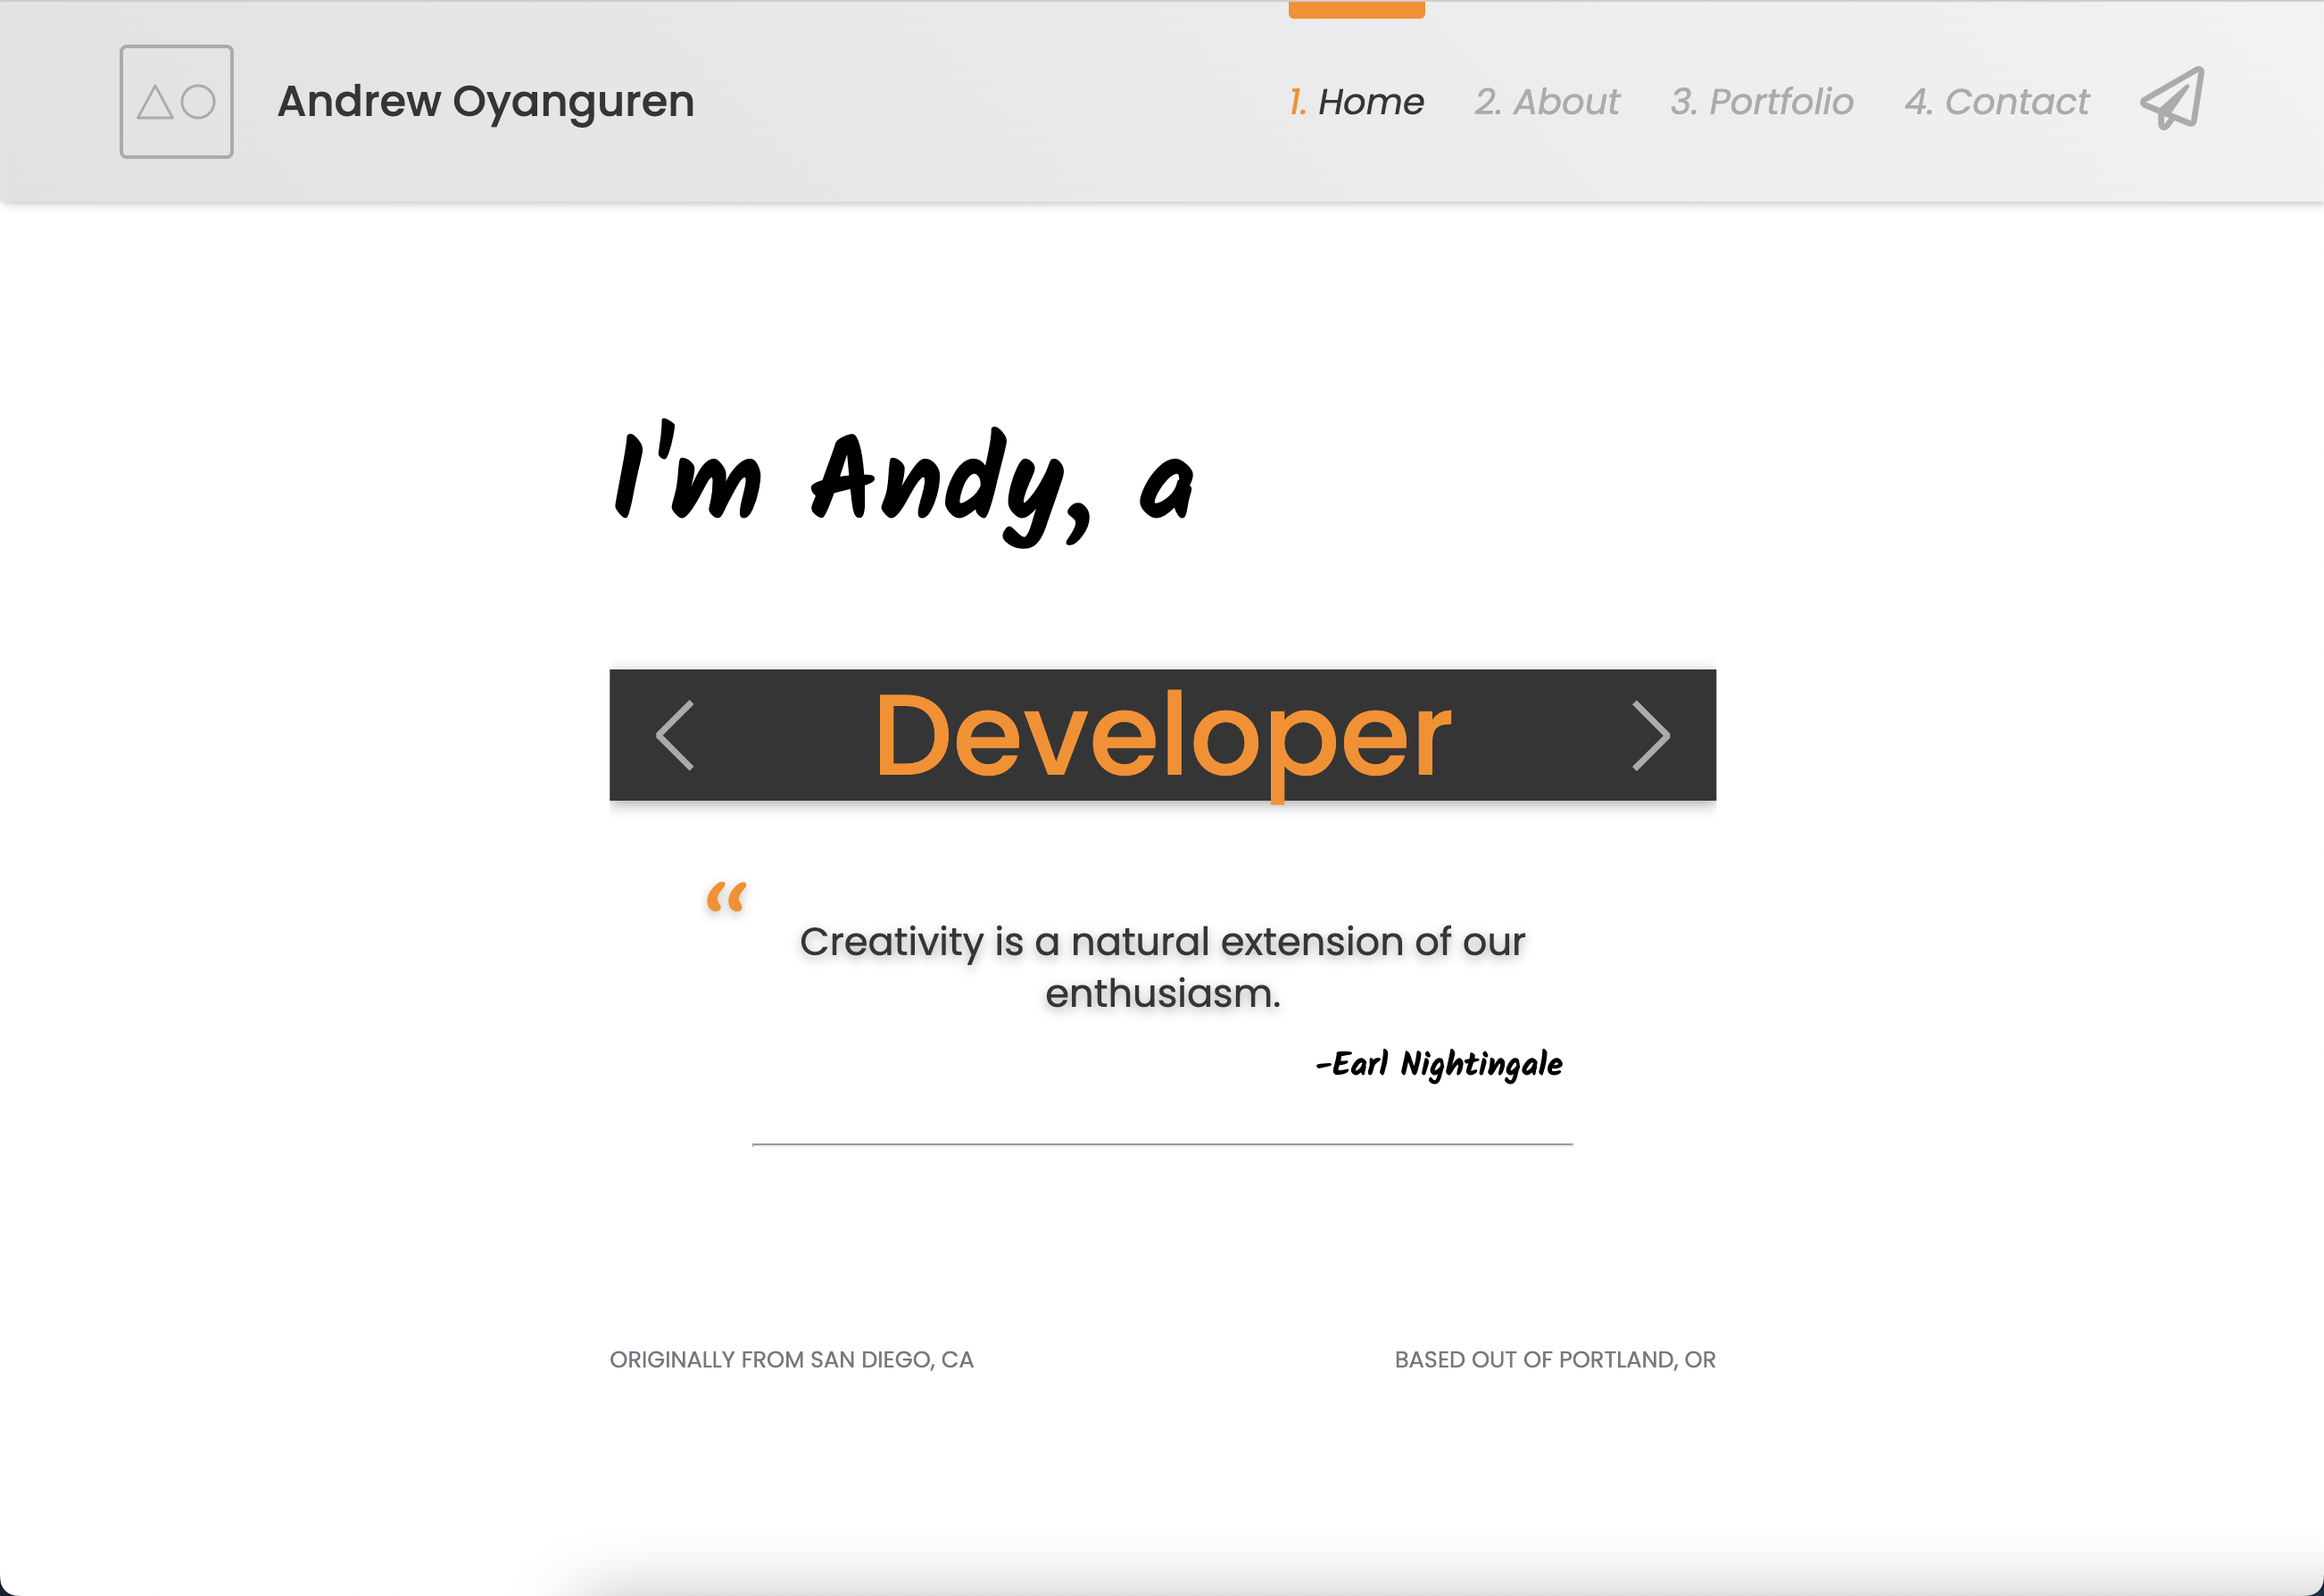 Andrew Oyanguren
1. Home 2. About 3. Portfolio 4. Contact
I'm Andy, a
Developer
“
Creativity is a natural extension of our
enthusiasm.
-Earl Nightingale
ORIGINALLY FROM SAN DIEGO, CA
BASED OUT OF PORTLAND, OR